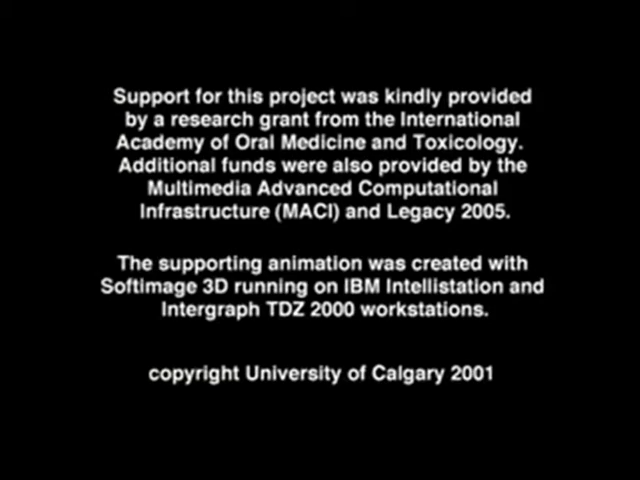 Support for this project was kindly provided
by a research grant from the International
Academy of Oral Medicine and Toxicology.
Additional funds were also provided by the
Multimedia Advanced Computational
Infrastructure (MACI) and Legacy 2005.
The supporting animation was created with
Softimage 3D running on IBM Intellistation and
Intergraph TDZ 2000 workstations.
copyright University of Calgary 2001